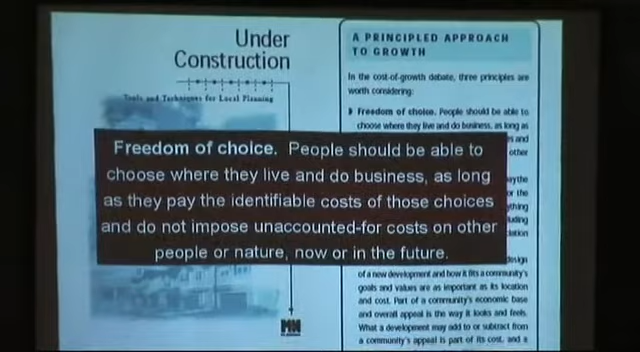 Under
Construction
Tools and Techniques for Local Planning
MN
A PRINCIPLED APPROACH
TO GROWTH
In the cost-of-growth debate, three principles are
worth considering:
Freedom of choice. People should be able to
choose where they live and do business, as long as
other
Freedom of choice. People should be able to
choose where they live and do business, as long
as they pay the identifiable costs of those choices
and do not impose unaccounted-for costs on other
people or nature, now or in the future.
design
of a new development and how it fits a community's
goals and values are as important as its location
and cost. Part of a community's economic base
and overall appeal is the way it looks and feels.
What a development may add to or subtract from
a community's appeal is part of its cost, and a